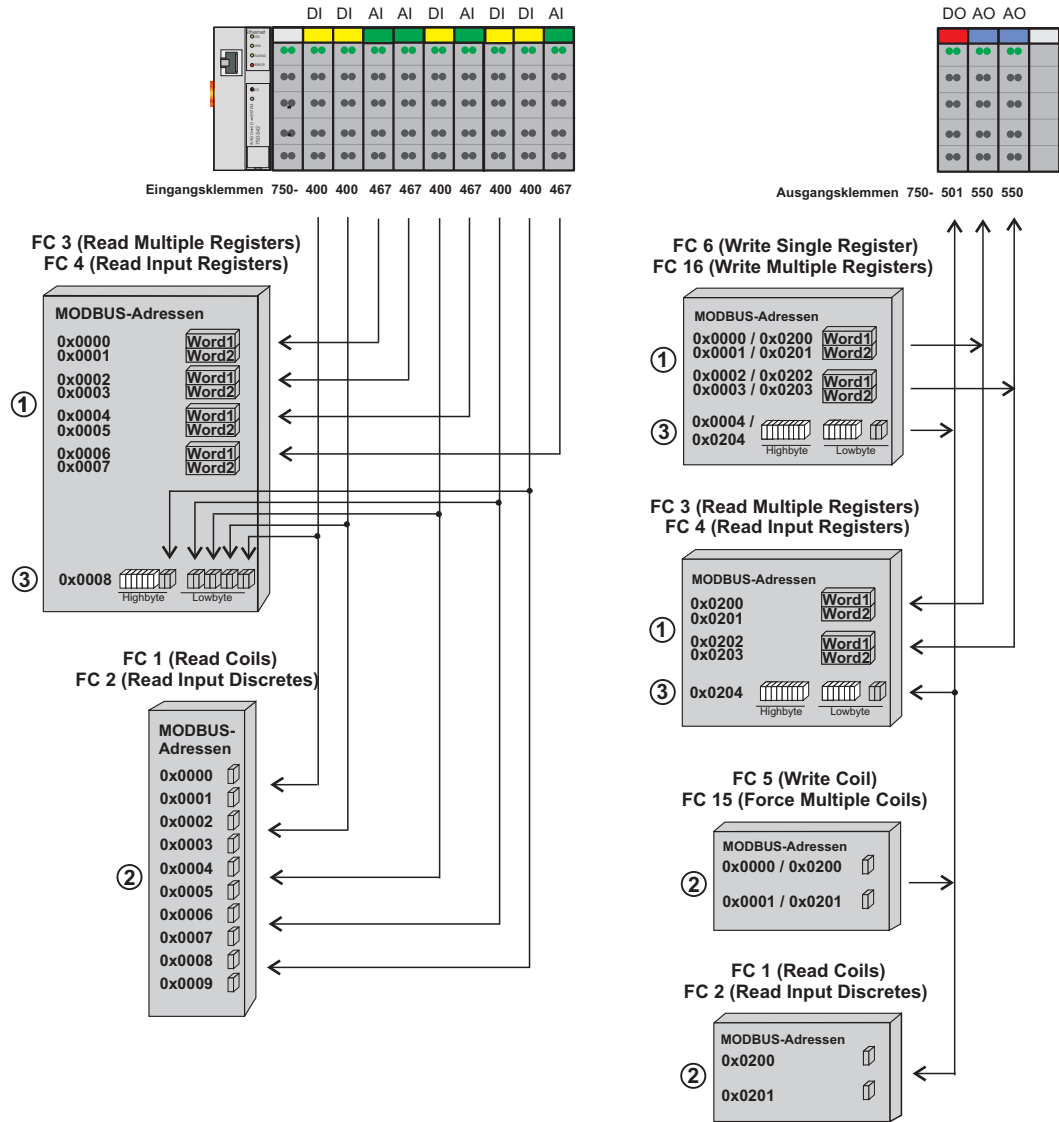 DI DI AI AI DI AI DI DI AI
Ethernet
ON
LINK
TxD/RxD
ERROR
I/O
750-342
Eingangsklemmen 750- 400 400 467 467 400 467 400 400 467
FC 3 (Read Multiple Registers)
FC 4 (Read Input Registers)
MODBUS-Adressen
0x0000 Word1
0x0001 Word2
0x0002 Word1
0x0003 Word2
①
0x0004 Word1
0x0005 Word2
0x0006 Word1
0x0007 Word2
③ 0x0008
Highbyte Lowbyte
FC 1 (Read Coils)
FC 2 (Read Input Discretes)
MODBUS-
Adressen
0x0000
0x0001
0x0002
0x0003
② 0x0004
0x0005
0x0006
0x0007
0x0008
0x0009
DO AO AO
Ausgangsklemmen 750- 501 550 550
FC 6 (Write Single Register)
FC 16 (Write Multiple Registers)
MODBUS-Adressen
① 0x0000 / 0x0200 Word1
0x0001 / 0x0201 Word2
0x0002 / 0x0202 Word1
0x0003 / 0x0203 Word2
③ 0x0004 /
0x0204
Highbyte Lowbyte
FC 3 (Read Multiple Registers)
FC 4 (Read Input Registers)
MODBUS-Adressen
0x0200 Word1
0x0201 Word2
①
0x0202 Word1
0x0203 Word2
③ 0x0204
Highbyte Lowbyte
FC 5 (Write Coil)
FC 15 (Force Multiple Coils)
MODBUS-Adressen
0x0000 / 0x0200
②
0x0001 / 0x0201
FC 1 (Read Coils)
FC 2 (Read Input Discretes)
MODBUS-Adressen
0x0200
②
0x0201